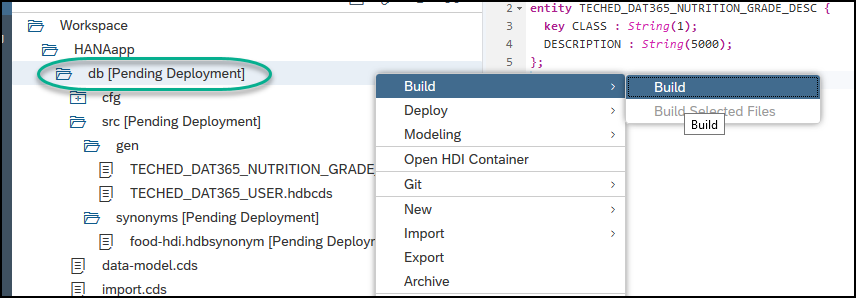 Workspace
HANAapp
db [Pending Deployment]
cfg
src [Pending Deployment]
gen
TECHED_DAT365_NUTRITION_GRADE_
TECHED_DAT365_USER.hdbcds
synonyms [Pending Deployment]
food-hdi.hdbsynonym [Pending Deployn
data-model.cds
import.cds
Build
Deploy
Modeling
Open HDI Container
Git
New
Import
Export
Archive
Build
Build Selected Files
Build
2 entity TECHED_DAT365_NUTRITION_GRADE_DESC {
3 key CLASS : String(1);
4 DESCRIPTION : String(5000);
5 };